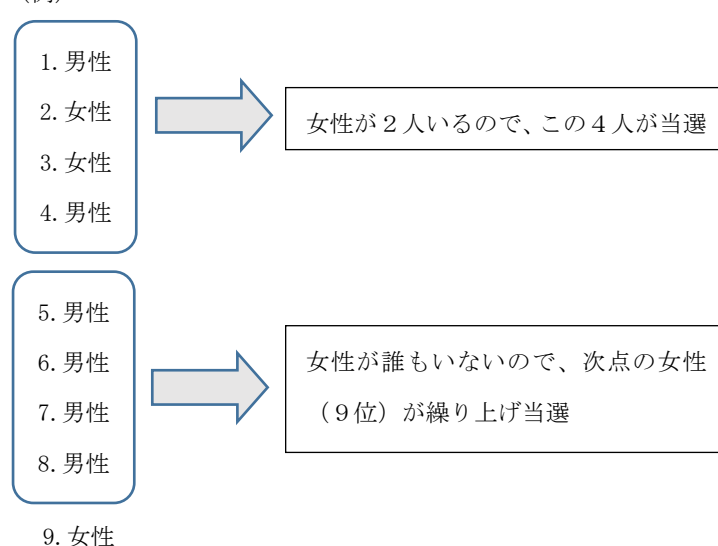 （例）
1. 男性
2. 女性
3. 女性
4. 男性
女性が２人いるので、この４人が当選
5. 男性
6. 男性
7. 男性
8. 男性
女性が誰もいないので、次点の女性
（９位）が繰り上げ当選
9. 女性